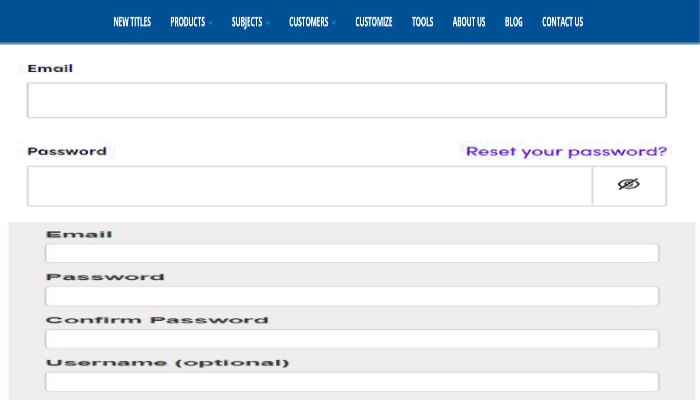 NEW TITLES PRODUCTS SUBJECTS CUSTOMERS CUSTOMIZE TOOLS ABOUT US BLOG CONTACT US
Email
Password Reset your password?
Email
Password
Confirm Password
Username (optional)